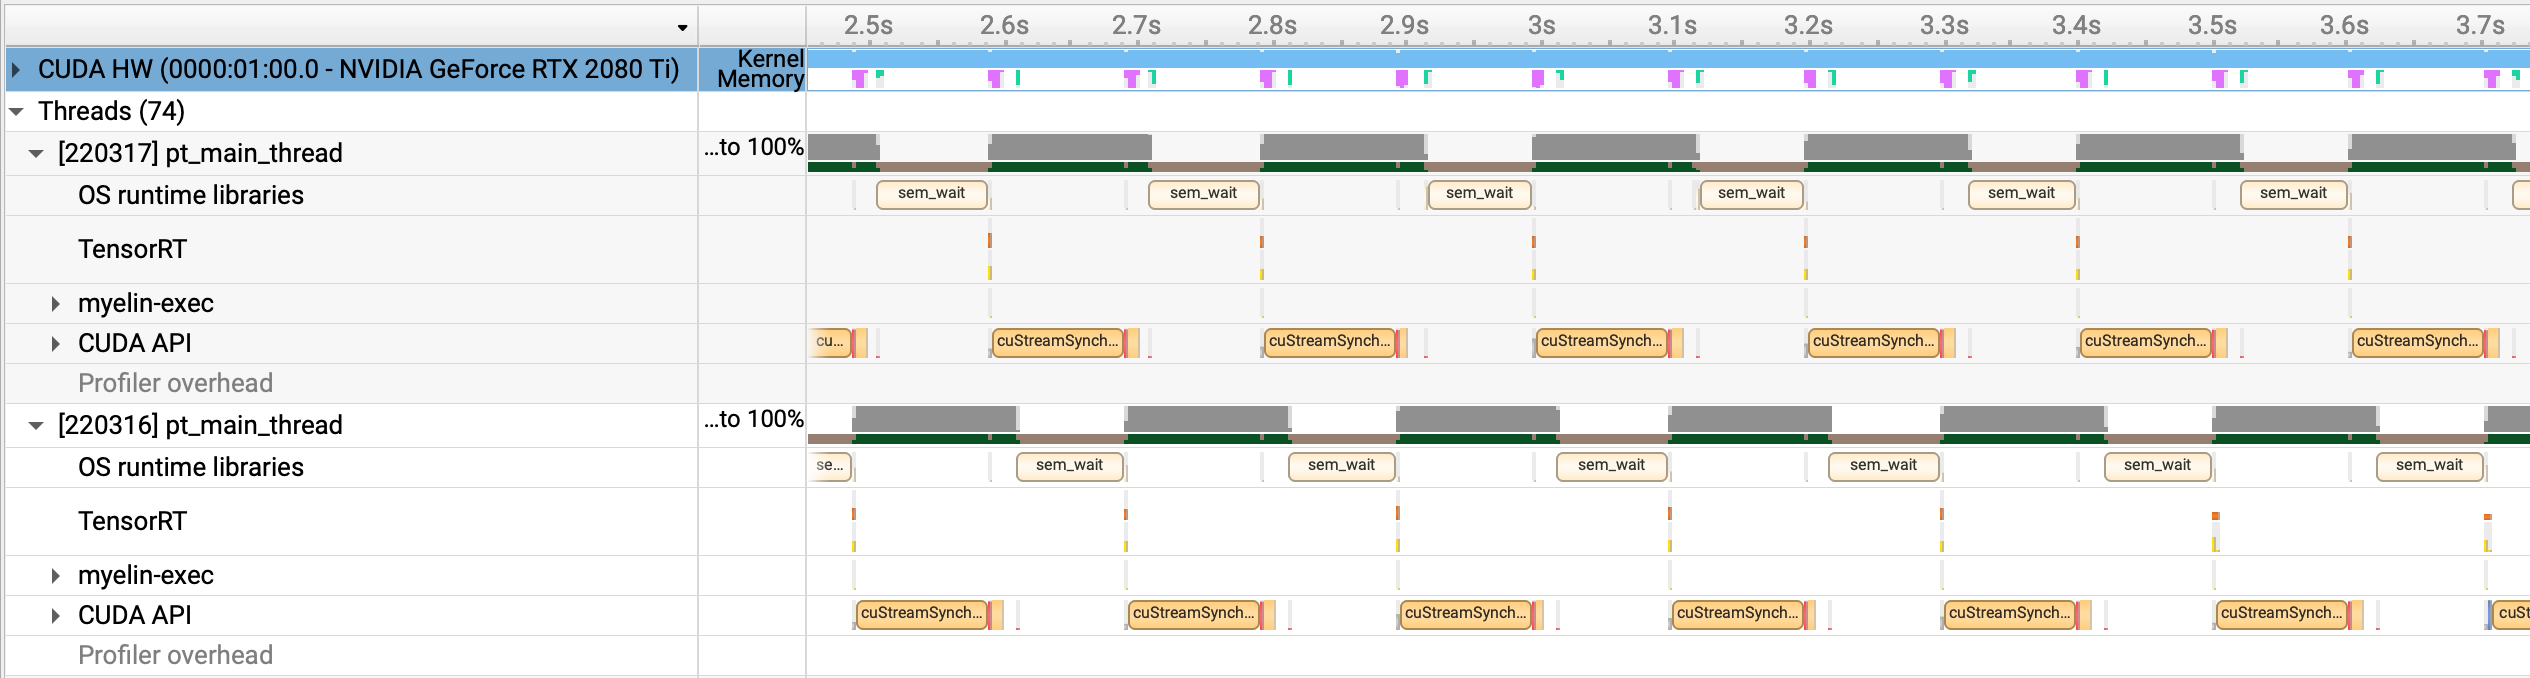 2.5s 2.6s 2.7s 2.8s 2.9s 3s 3.1s 3.2s 3.3s 3.4s 3.5s 3.6s 3.7s
CUDA HW (0000:01:00.0 - NVIDIA GeForce RTX 2080 Ti) Kernel
Memory
Threads (74)
[220317] pt_main_thread ...to 100%
OS runtime libraries sem_wait sem_wait sem_wait sem_wait sem_wait sem_wait
TensorRT
myelin-exec
CUDA API cu... cuStreamSynch... cuStreamSynch... cuStreamSynch... cuStreamSynch... cuStreamSynch... cuStreamSynch...
Profiler overhead
[220316] pt_main_thread ...to 100%
OS runtime libraries se... sem_wait sem_wait sem_wait sem_wait sem_wait sem_wait
TensorRT
myelin-exec
CUDA API cuStreamSynch... cuStreamSynch... cuStreamSynch... cuStreamSynch... cuStreamSynch... cuStreamSynch... cuSt
Profiler overhead